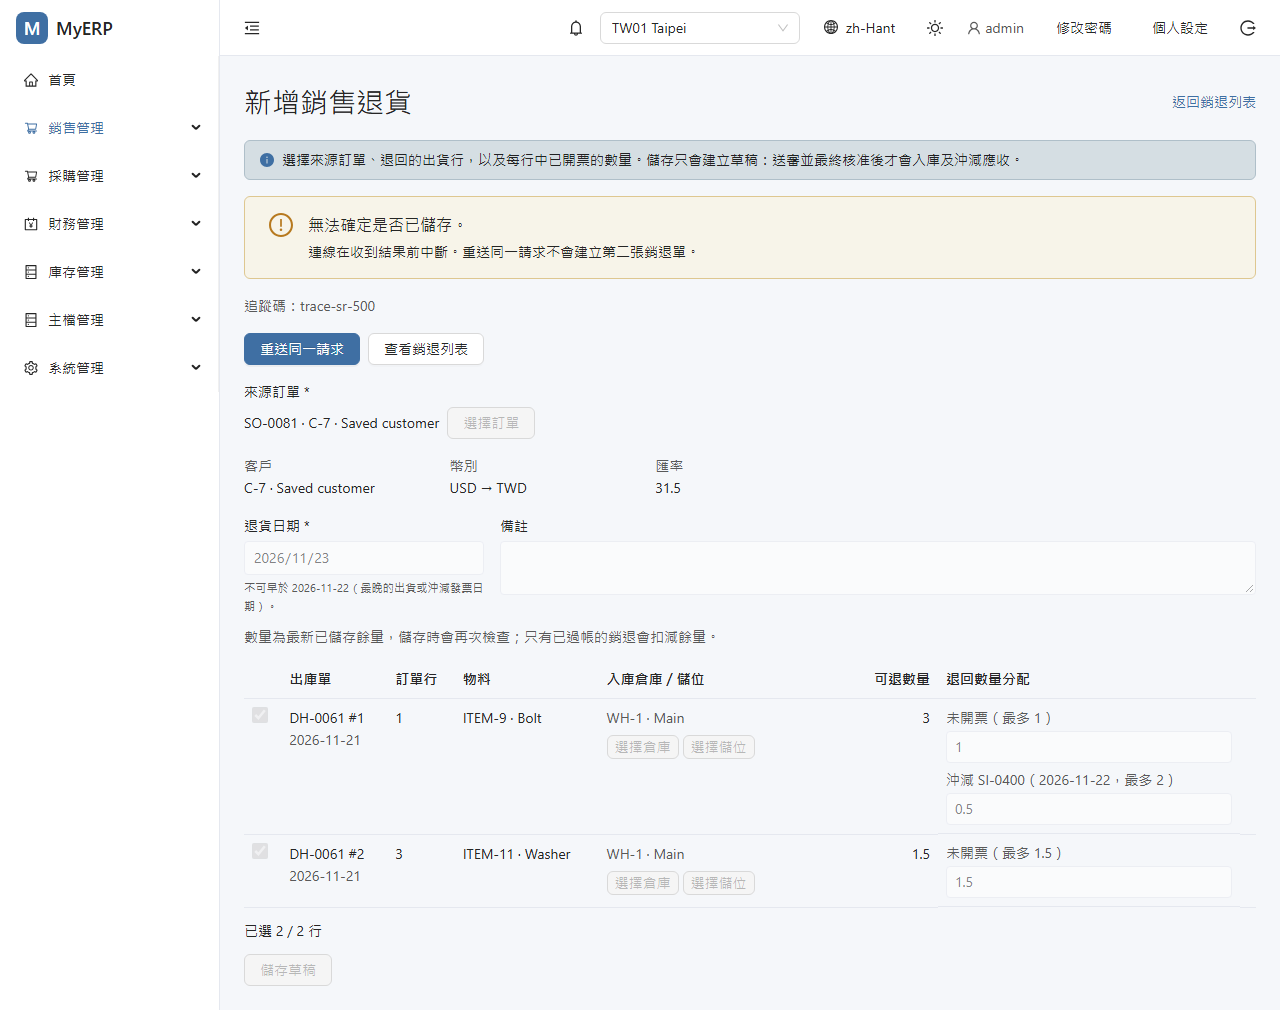 M MyERP
TW01 Taipei
zh-Hant
admin
修改密碼
個人設定
首頁
銷售管理
採購管理
財務管理
庫存管理
主檔管理
系統管理
新增銷售退貨
返回銷退列表
選擇來源訂單、退回的出貨行，以及每行中已開票的數量。儲存只會建立草稿：送審並最終核准後才會入庫及沖減應收。
無法確定是否已儲存。
連線在收到結果前中斷。重送同一請求不會建立第二張銷退單。
追蹤碼：trace-sr-500
重送同一請求
查看銷退列表
來源訂單 *
SO-0081 · C-7 · Saved customer
選擇訂單
客戶
C-7 · Saved customer
幣別
USD → TWD
匯率
31.5
退貨日期 *
2026/11/23
不可早於 2026-11-22（最晚的出貨或沖減發票日
期）。
備註
數量為最新已儲存餘量，儲存時會再次檢查；只有已過帳的銷退會扣減餘量。
出庫單 訂單行 物料 入庫倉庫 / 儲位 可退數量 退回數量分配
DH-0061 #1
2026-11-21
1
ITEM-9 · Bolt
WH-1 · Main
選擇倉庫 選擇儲位
3
未開票（最多 1）
1
沖減 SI-0400（2026-11-22，最多 2）
0.5
DH-0061 #2
2026-11-21
3
ITEM-11 · Washer
WH-1 · Main
選擇倉庫 選擇儲位
1.5
未開票（最多 1.5）
1.5
已選 2 / 2 行
儲存草稿